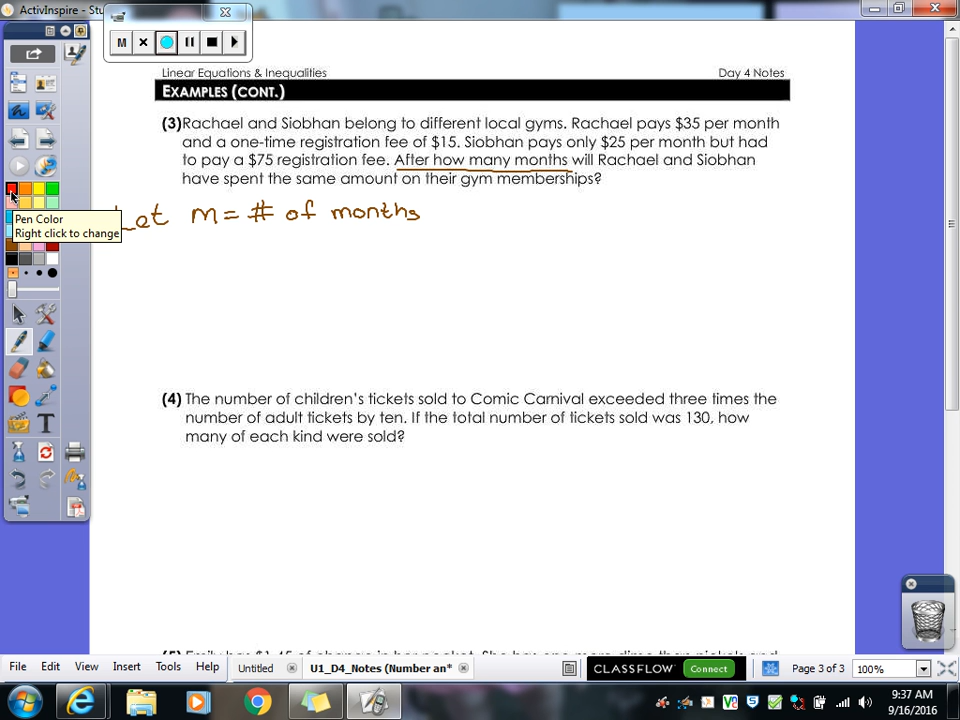 ActivInspire - Stu
Linear Equations & Inequalities
Day 4 Notes
EXAMPLES (CONT.)
(3) Rachael and Siobhan belong to different local gyms. Rachael pays $35 per month
and a one-time registration fee of $15. Siobhan pays only $25 per month but had
to pay a $75 registration fee. After how many months will Rachael and Siobhan
have spent the same amount on their gym memberships?
Let m = # of months
Pen Color
Right click to change
(4) The number of children's tickets sold to Comic Carnival exceeded three times the
number of adult tickets by ten. If the total number of tickets sold was 130, how
many of each kind were sold?
File Edit View Insert Tools Help
Untitled
U1_D4_Notes (Number an*
CLASSFLOW Connect
Page 3 of 3
100%
9:37 AM
9/16/2016